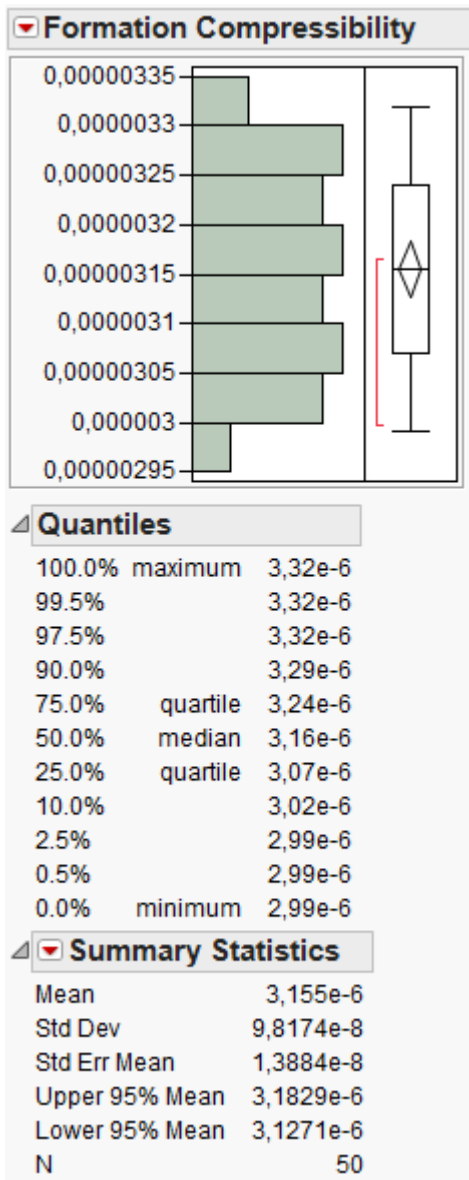 Formation Compressibility
0,00000335
0,0000033
0,00000325
0,0000032
0,00000315
0,0000031
0,00000305
0,000003
0,00000295
Quantiles
100.0% maximum 3,32e-6
99.5% 3,32e-6
97.5% 3,32e-6
90.0% 3,29e-6
75.0% quartile 3,24e-6
50.0% median 3,16e-6
25.0% quartile 3,07e-6
10.0% 3,02e-6
2.5% 2,99e-6
0.5% 2,99e-6
0.0% minimum 2,99e-6
Summary Statistics
Mean 3,155e-6
Std Dev 9,8174e-8
Std Err Mean 1,3884e-8
Upper 95% Mean 3,1829e-6
Lower 95% Mean 3,1271e-6
N 50